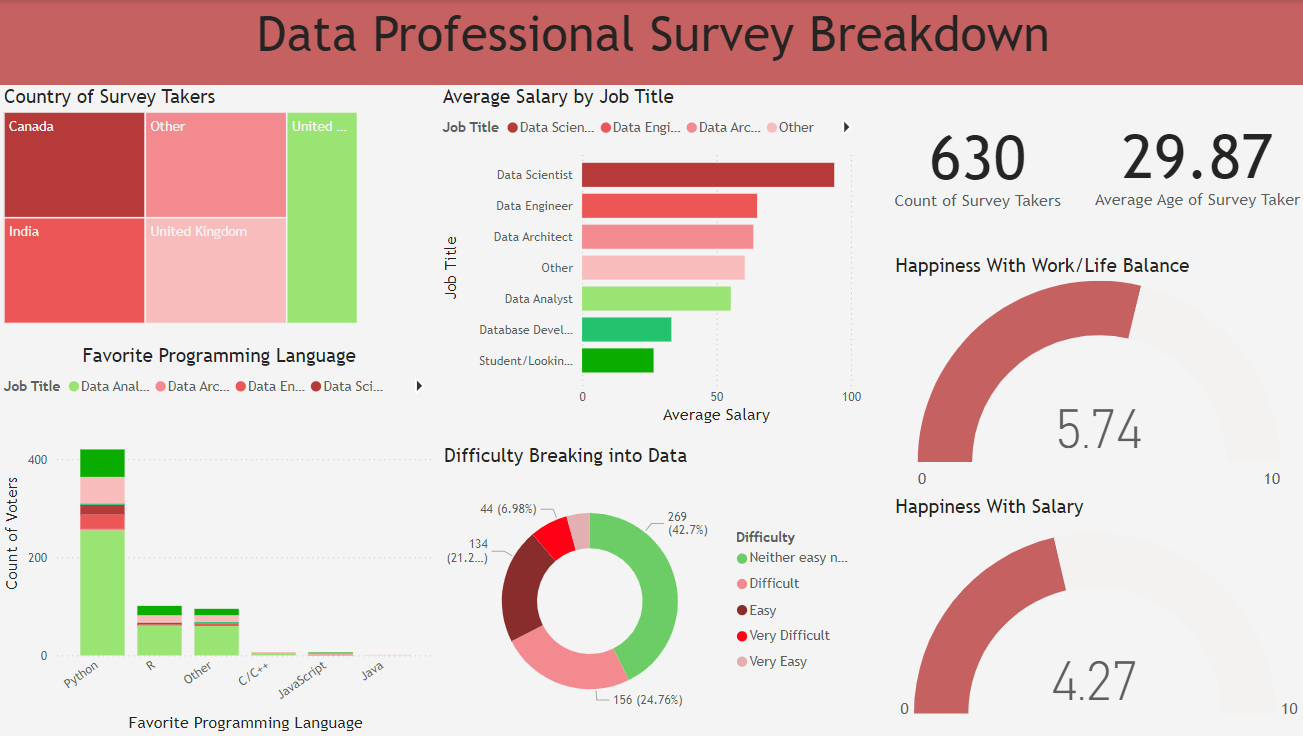 Data Professional Survey Breakdown
Country of Survey Takers
Canada
Other
United ...
India
United Kingdom
Average Salary by Job Title
Job Title Data Scien... Data Engi... Data Arc... Other
Job Title
Data Scientist
Data Engineer
Data Architect
Other
Data Analyst
Database Devel...
Student/Lookin...
0 50 100
Average Salary
630
Count of Survey Takers
29.87
Average Age of Survey Taker
Happiness With Work/Life Balance
5.74
0 10
Favorite Programming Language
Job Title Data Anal... Data Arc... Data En... Data Sci...
Count of Voters
400
200
0
Python R Other C/C++ JavaScript Java
Favorite Programming Language
Difficulty Breaking into Data
44 (6.98%)
269
(42.7%)
134
(21.2...)
156 (24.76%)
Difficulty
Neither easy n...
Difficult
Easy
Very Difficult
Very Easy
Happiness With Salary
4.27
0 10